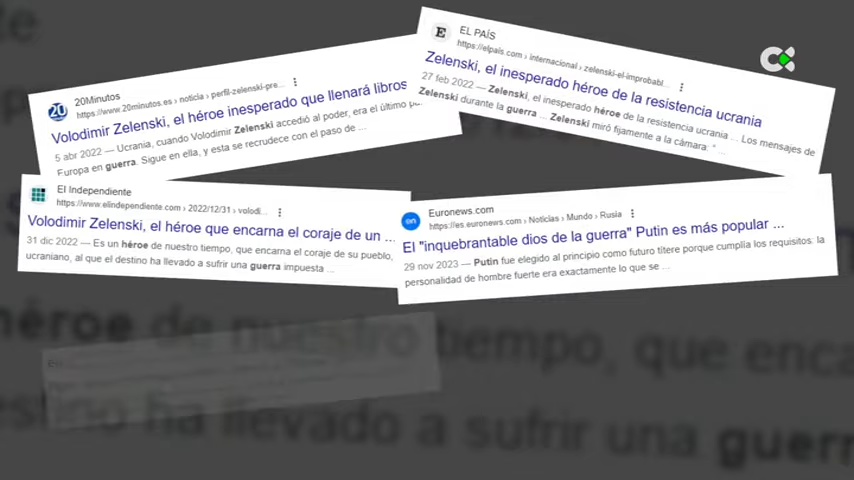 20Minutos
https://www.20minutos.es › noticia › perfil-zelenski-pre...
Volodimir Zelenski, el héroe inesperado que llenará libros
5 abr 2022 — Ucrania, cuando Volodimir Zelenski accedió al poder, era el último
Europa en guerra. Sigue en ella, y esta se recrudece con el paso de ...
EL PAÍS
https://elpais.com › internacional › zelenski-el-improbabl...
Zelenski, el inesperado héroe de la resistencia ucrania
27 feb 2022 — Zelenski, el inesperado héroe de la resistencia ucrania ... Los mensajes de
Zelenski durante la guerra ... Zelenski miró fijamente a la cámara: " ...
El Independiente
https://www.elindependiente.com › 2022/12/31 › volodi...
Volodimir Zelenski, el héroe que encarna el coraje de un ...
31 dic 2022 — Es un héroe de nuestro tiempo, que encarna el coraje de su pueblo,
ucraniano, al que el destino ha llevado a sufrir una guerra impuesta ...
Euronews.com
https://es.euronews.com › Noticias › Mundo › Rusia
El "inquebrantable dios de la guerra" Putin es más popular ...
29 nov 2023 — Putin fue elegido al principio como futuro títere porque cumplía los requisitos: la
personalidad de hombre fuerte era exactamente lo que se ...
héroe de nuestro tiempo, que enca
estino ha llevado a sufrir una guerr